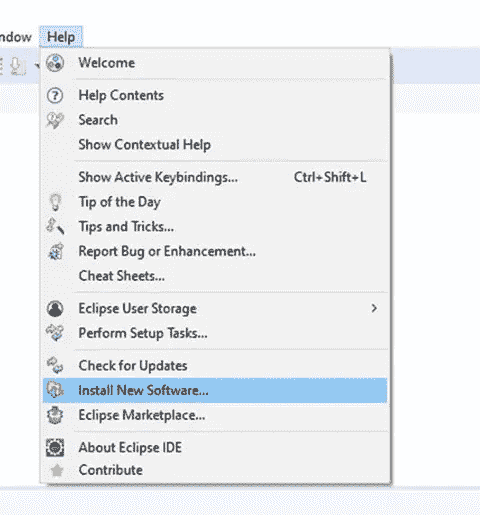 ndow Help
Welcome
Help Contents
Search
Show Contextual Help
Show Active Keybindings... Ctrl+Shift+L
Tip of the Day
Tips and Tricks...
Report Bug or Enhancement...
Cheat Sheets...
Eclipse User Storage
Perform Setup Tasks...
Check for Updates
Install New Software...
Eclipse Marketplace...
About Eclipse IDE
Contribute